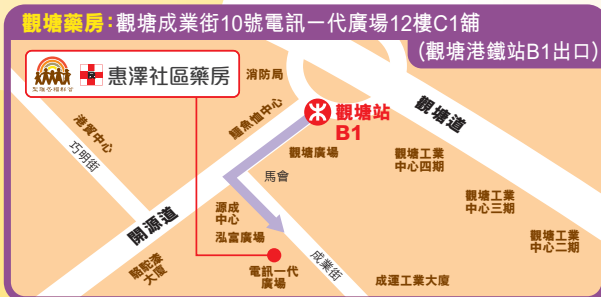 觀塘藥房：觀塘成業街10號電訊一代廣場12樓C1舖
(觀塘港鐵站B1出口)
聖雅各福群會
惠澤社區藥房
消防局
鱷魚恤中心
觀塘站
B1
觀塘道
港貿中心
巧明街
觀塘廣場
馬會
觀塘工業
中心四期
觀塘工業
中心三期
觀塘工業
中心二期
源成
中心
泓富廣場
開源道
駱駝漆
大廈
電訊一代
廣場
成業街
成運工業大廈